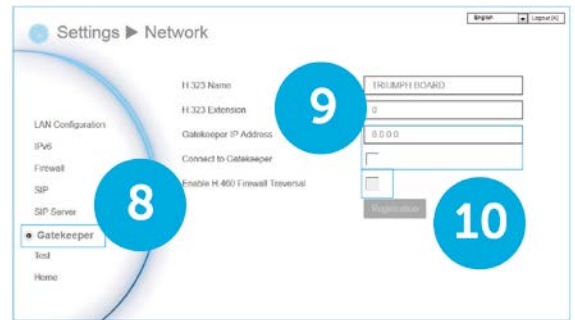 English Logout [X]
Settings ▶ Network
H.323 Name TRIUMPH BOARD
H.323 Extension 0
9
Gatekeeper IP Address 0.0.0.0
Connect to Gatekeeper
Enable H.460 Firewall Traversal
Registration
10
LAN Configuration
IPv6
Firewall
SIP
SIP Server
8
Gatekeeper
Test
Home